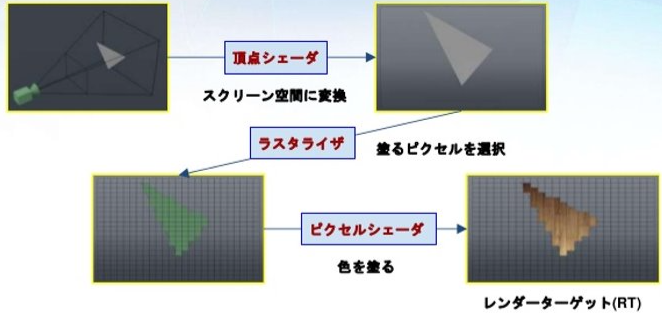 頂点シェーダ
スクリーン空間に変換
ラスタライザ
塗るピクセルを選択
ピクセルシェーダ
色を塗る
レンダーターゲット(RT)